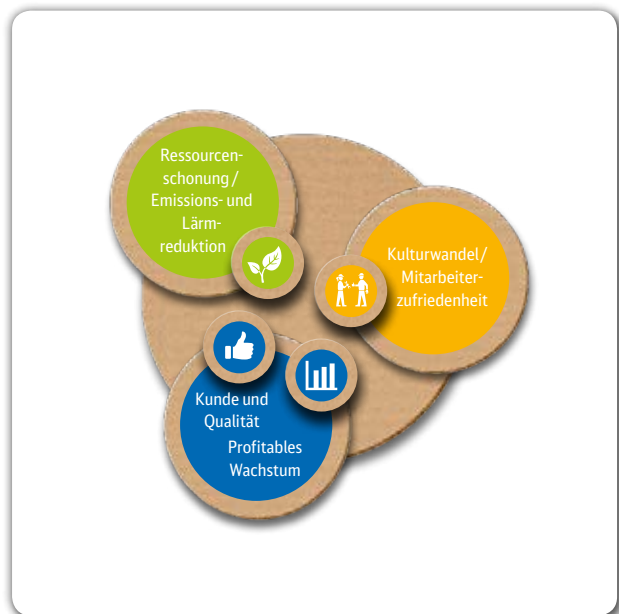 Ressourcen-
schonung /
Emissions- und
Lärm-
reduktion
Kulturwandel /
Mitarbeiter-
zufriedenheit
Kunde und
Qualität
Profitables
Wachstum